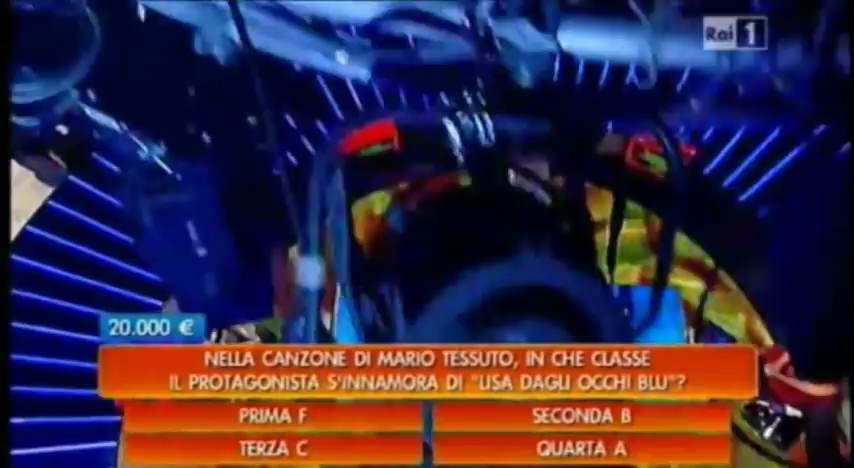 Rai 1
20.000 €
NELLA CANZONE DI MARIO TESSUTO, IN CHE CLASSE
IL PROTAGONISTA S'INNAMORA DI "LISA DAGLI OCCHI BLU"?
PRIMA F
SECONDA B
TERZA C
QUARTA A